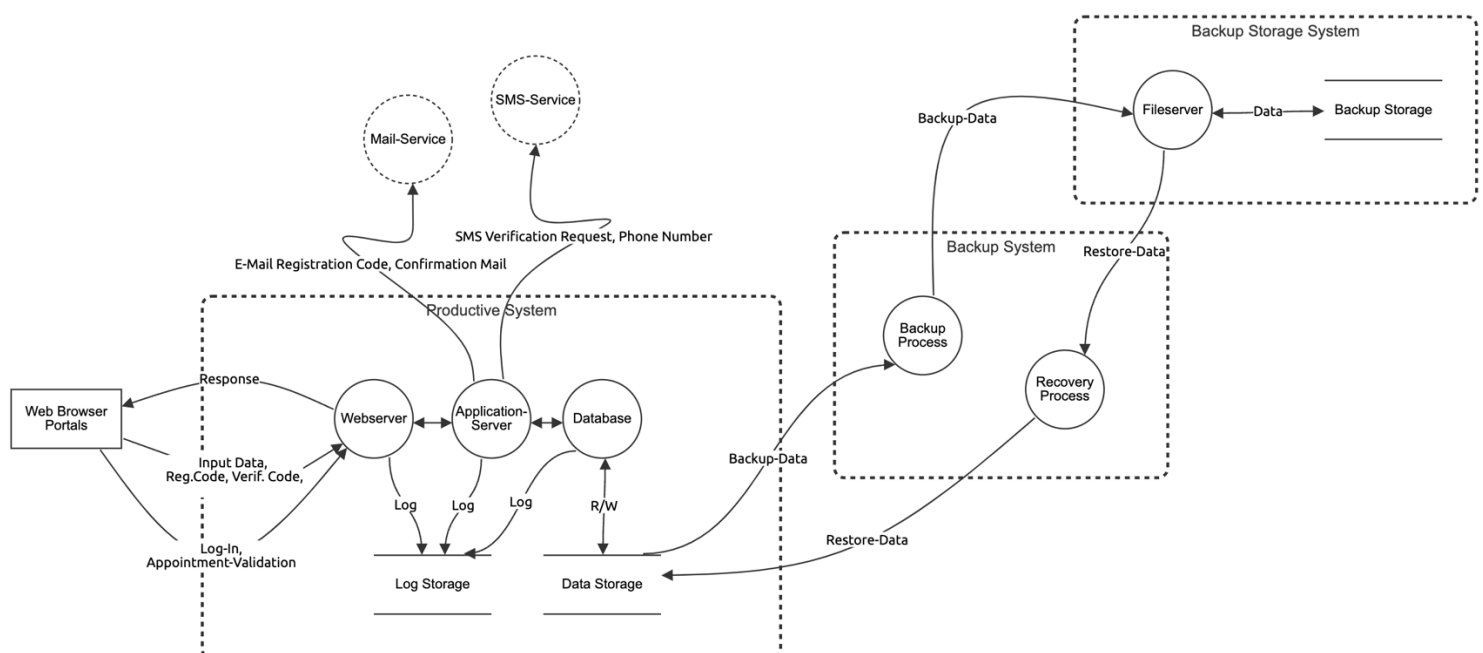 Backup Storage System
SMS-Service
Mail-Service
Fileserver
Data
Backup Storage
Backup-Data
SMS Verification Request, Phone Number
E-Mail Registration Code, Confirmation Mail
Backup System
Restore-Data
Productive System
Backup
Process
Recovery
Process
Response
Web Browser
Portals
Webserver
Application-
Server
Database
Input Data,
Reg.Code, Verif. Code,
Backup-Data
Log
Log
Log
R/W
Restore-Data
Log-In,
Appointment-Validation
Log Storage
Data Storage